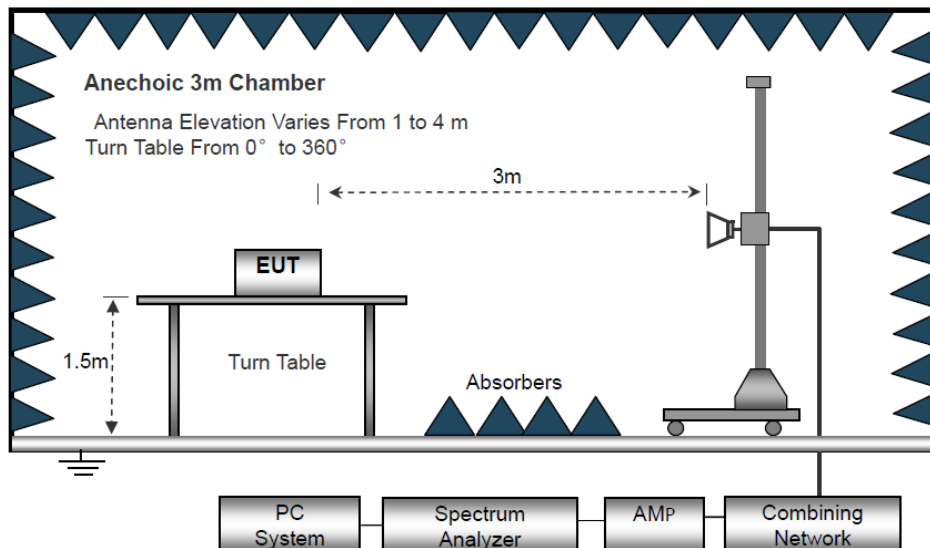 Anechoic 3m Chamber
Antenna Elevation Varies From 1 to 4 m
Turn Table From 0° to 360°
3m
EUT
1.5m
Turn Table
Absorbers
PC
System
Spectrum
Analyzer
AMP
Combining
Network